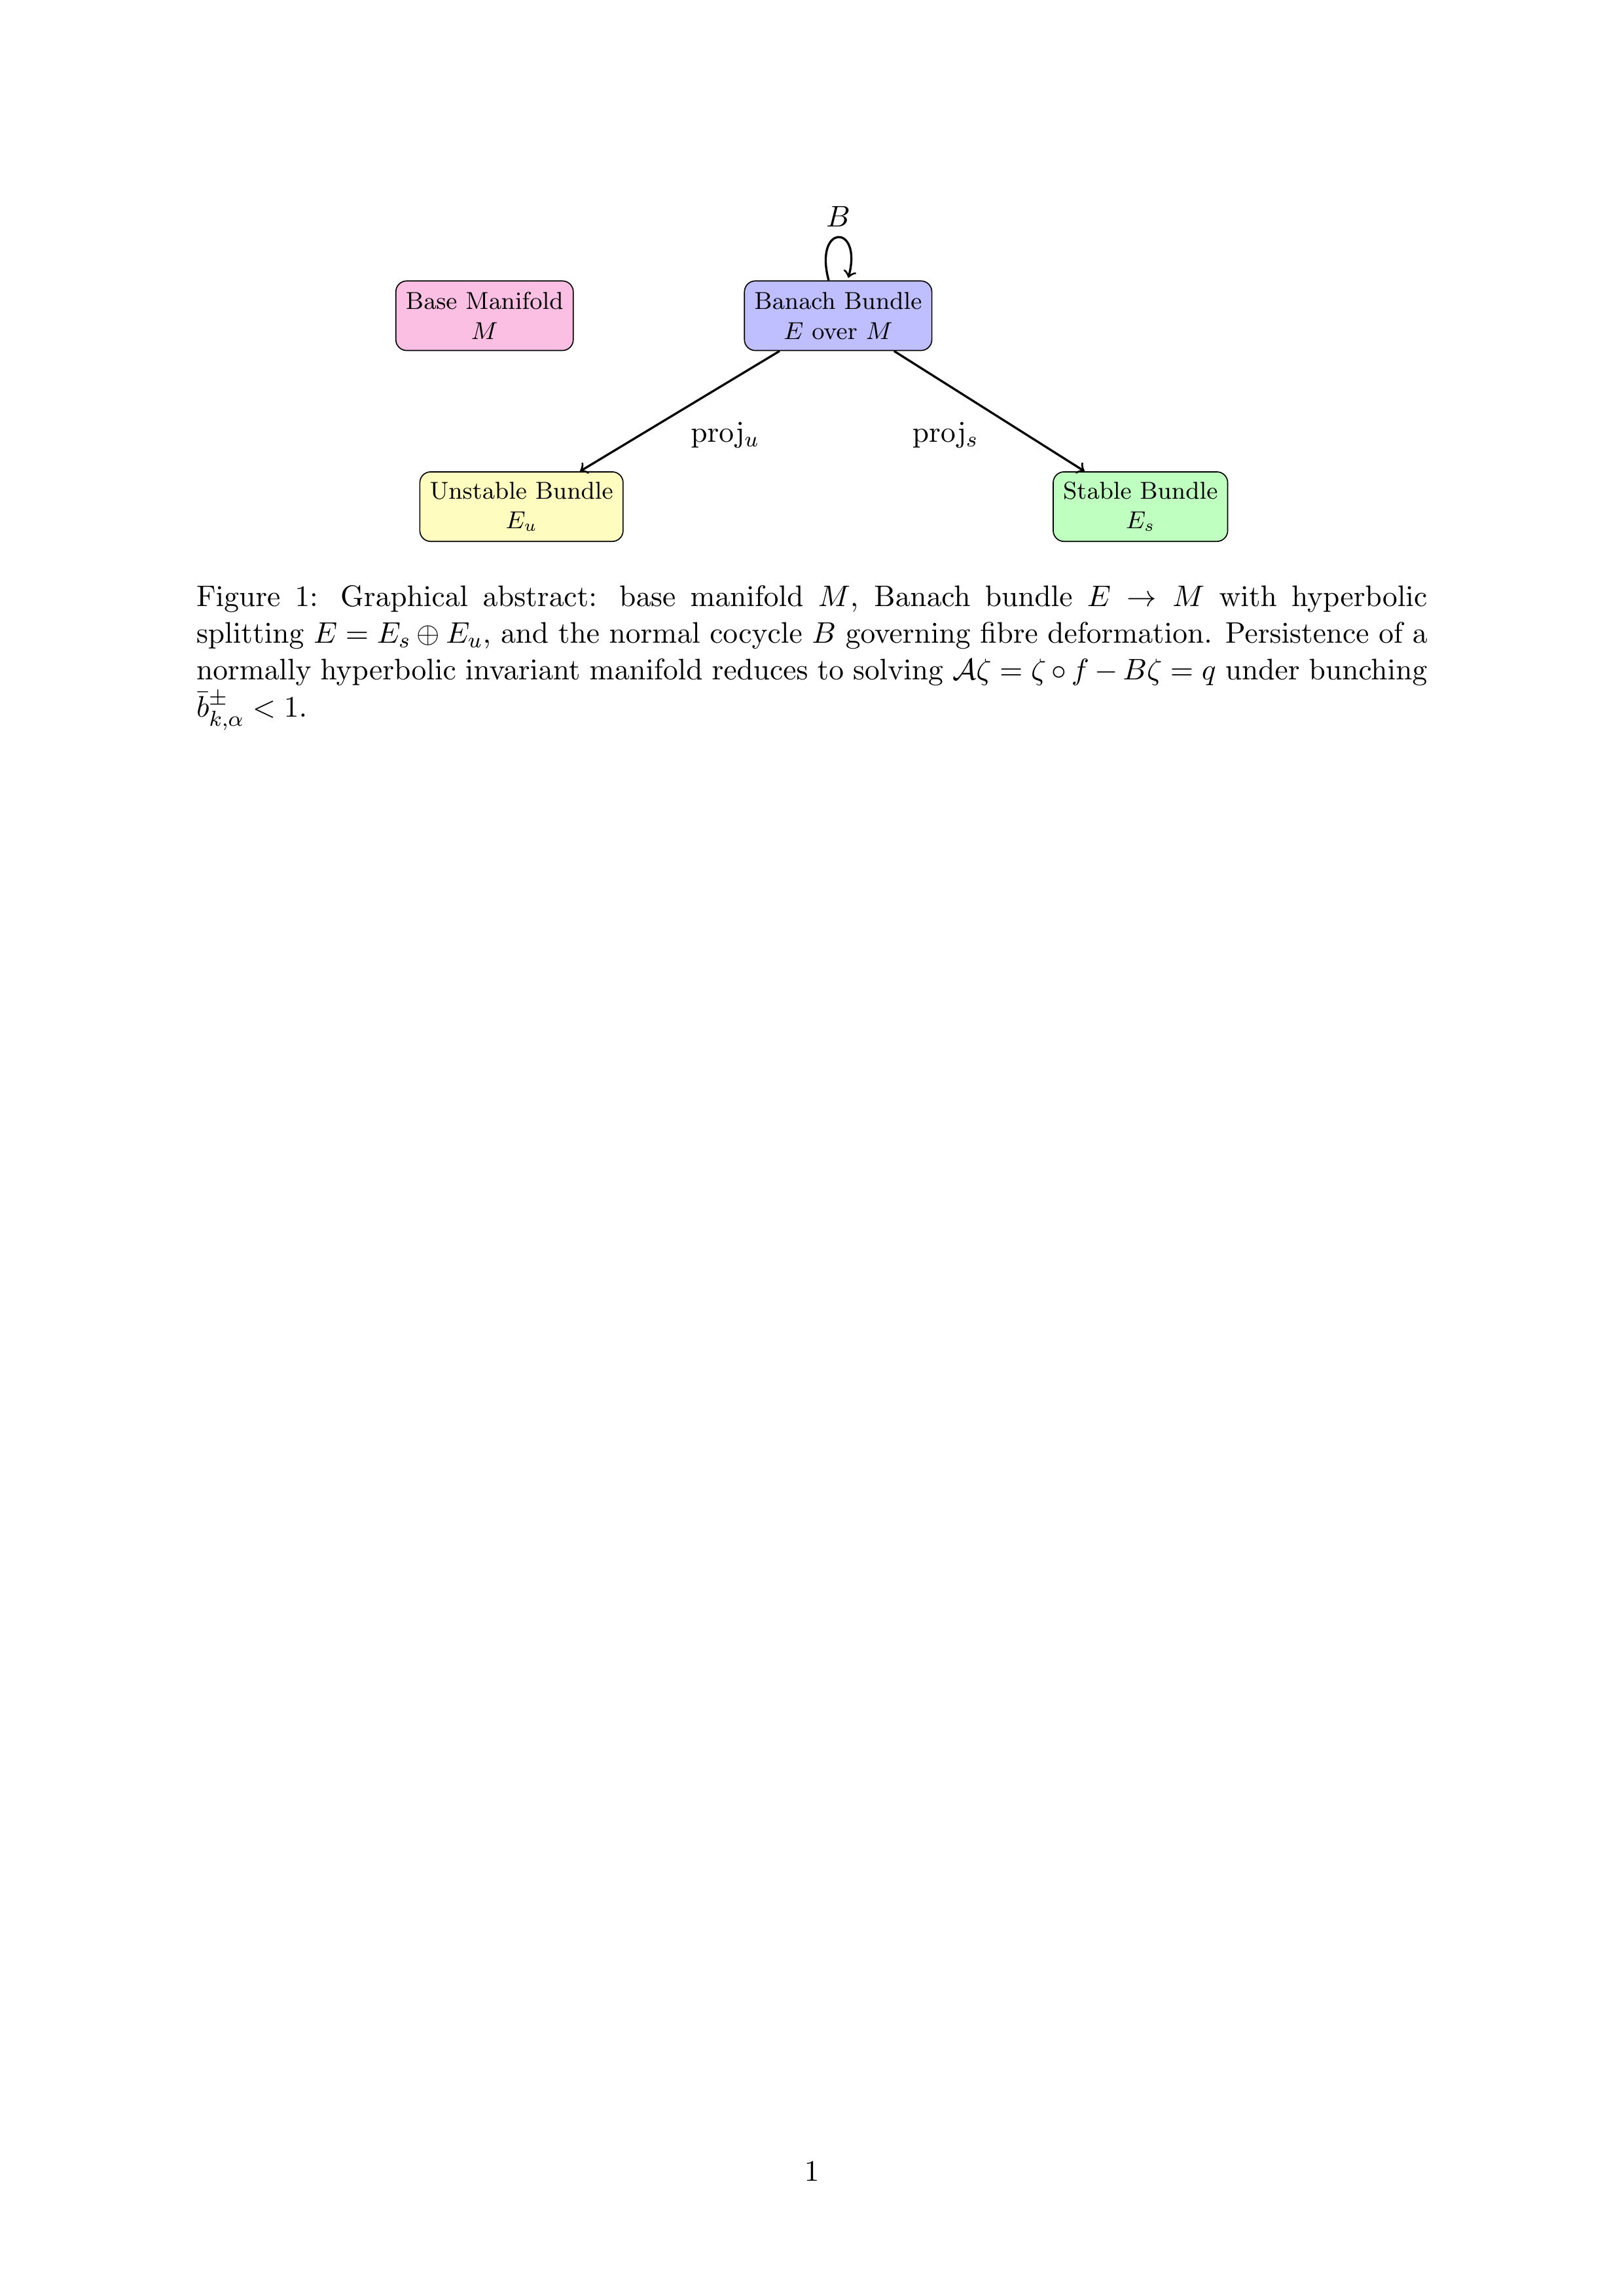 B
Base Manifold
M
Banach Bundle
E over M
proj_u
proj_s
Unstable Bundle
E_u
Stable Bundle
E_s
Figure 1: Graphical abstract: base manifold M, Banach bundle E → M with hyperbolic
splitting E = E_s ⊕ E_u, and the normal cocycle B governing fibre deformation. Persistence of a
normally hyperbolic invariant manifold reduces to solving 𝒜ζ = ζ ∘ f − Bζ = q under bunching
b̄^±_{k,α} < 1.
1